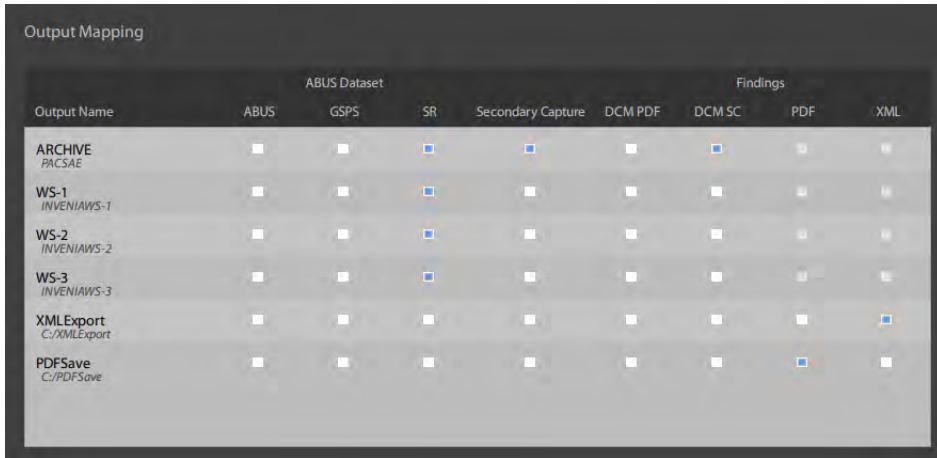 Output Mapping
ABUS Dataset Findings
Output Name ABUS GSPS SR Secondary Capture DCM PDF DCM SC PDF XML
ARCHIVE
PACSAE
WS-1
INVENIAWS-1
WS-2
INVENIAWS-2
WS-3
INVENIAWS-3
XMLExport
C:/XMLExport
PDFSave
C:/PDFSave